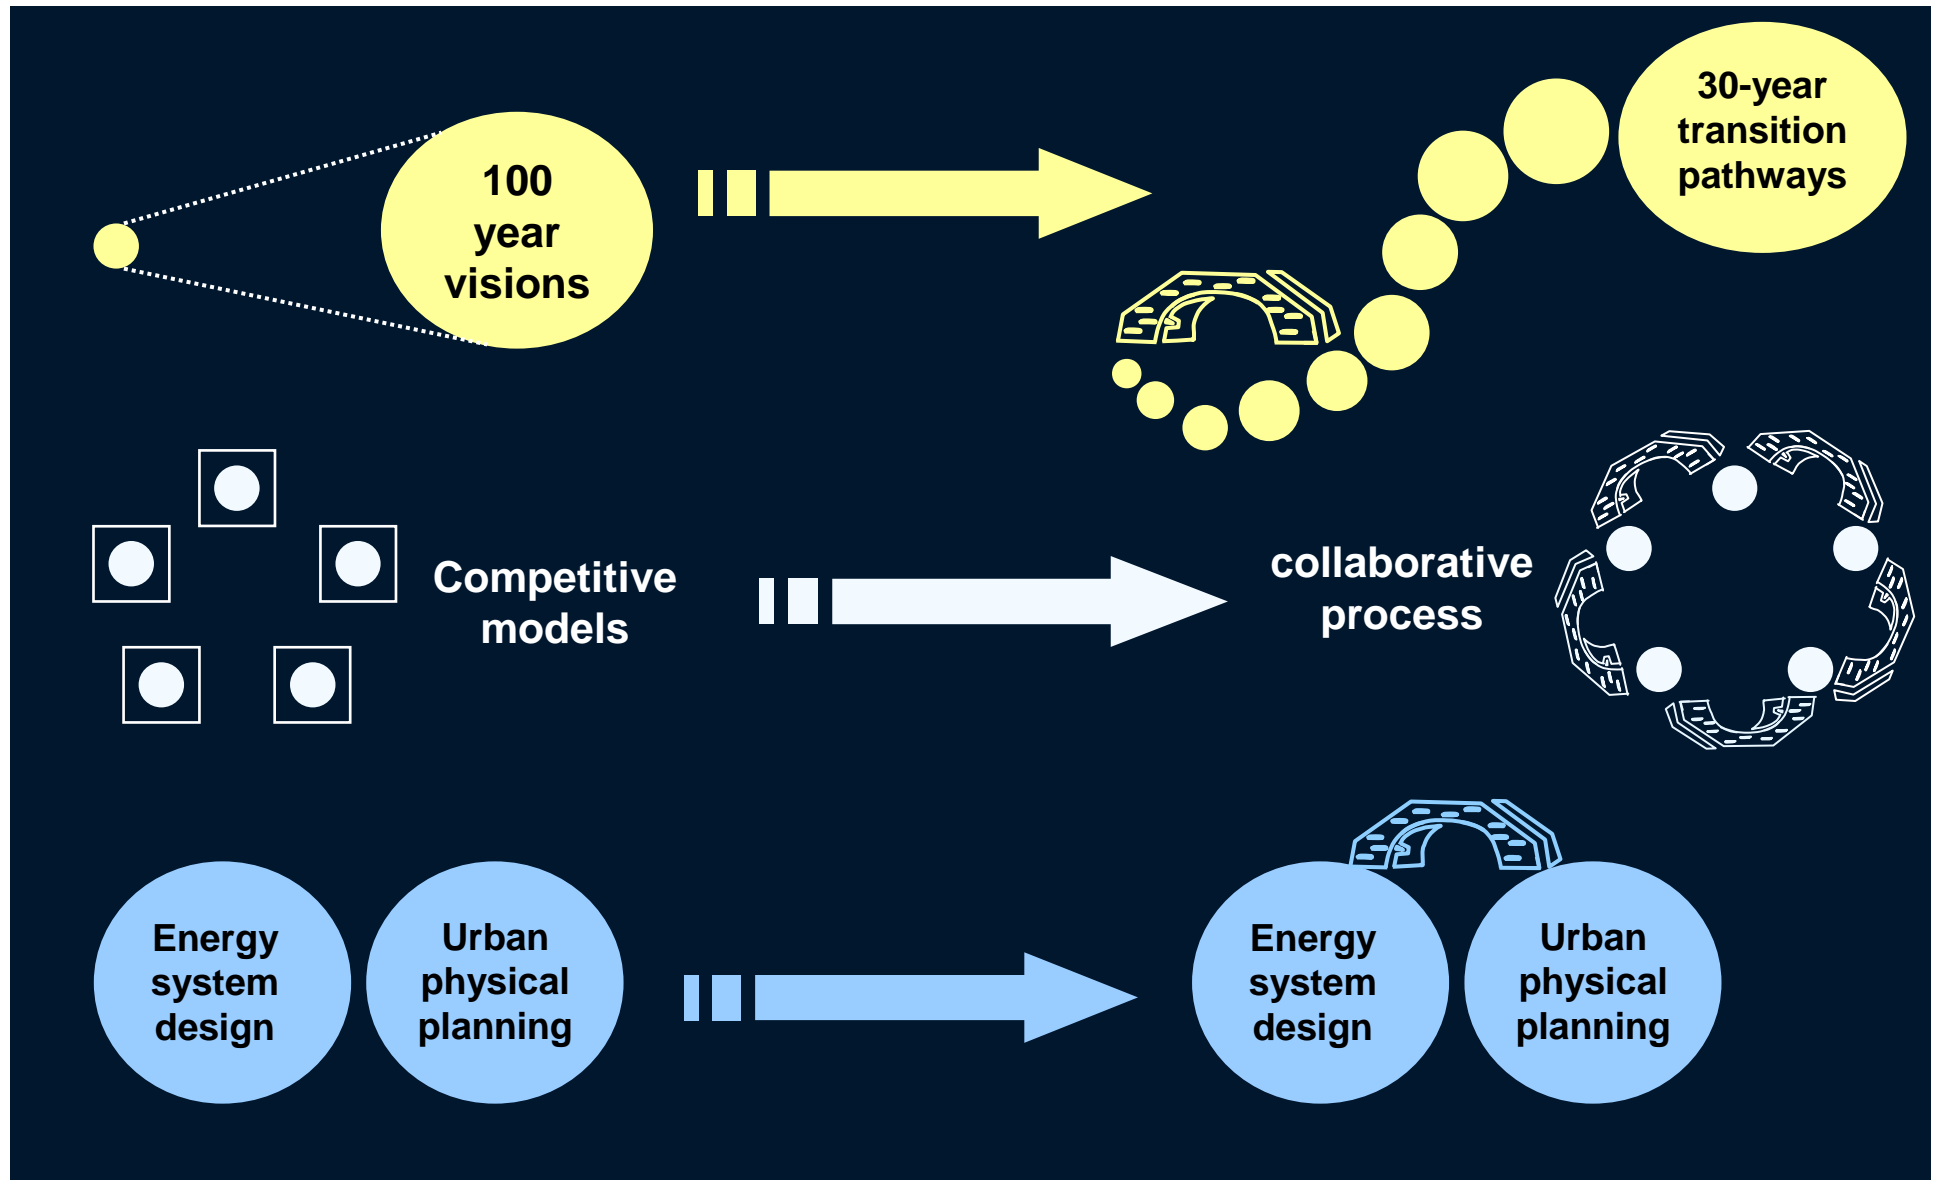 100
year
visions
30-year
transition
pathways
Competitive
models
collaborative
process
Energy
system
design
Urban
physical
planning
Energy
system
design
Urban
physical
planning